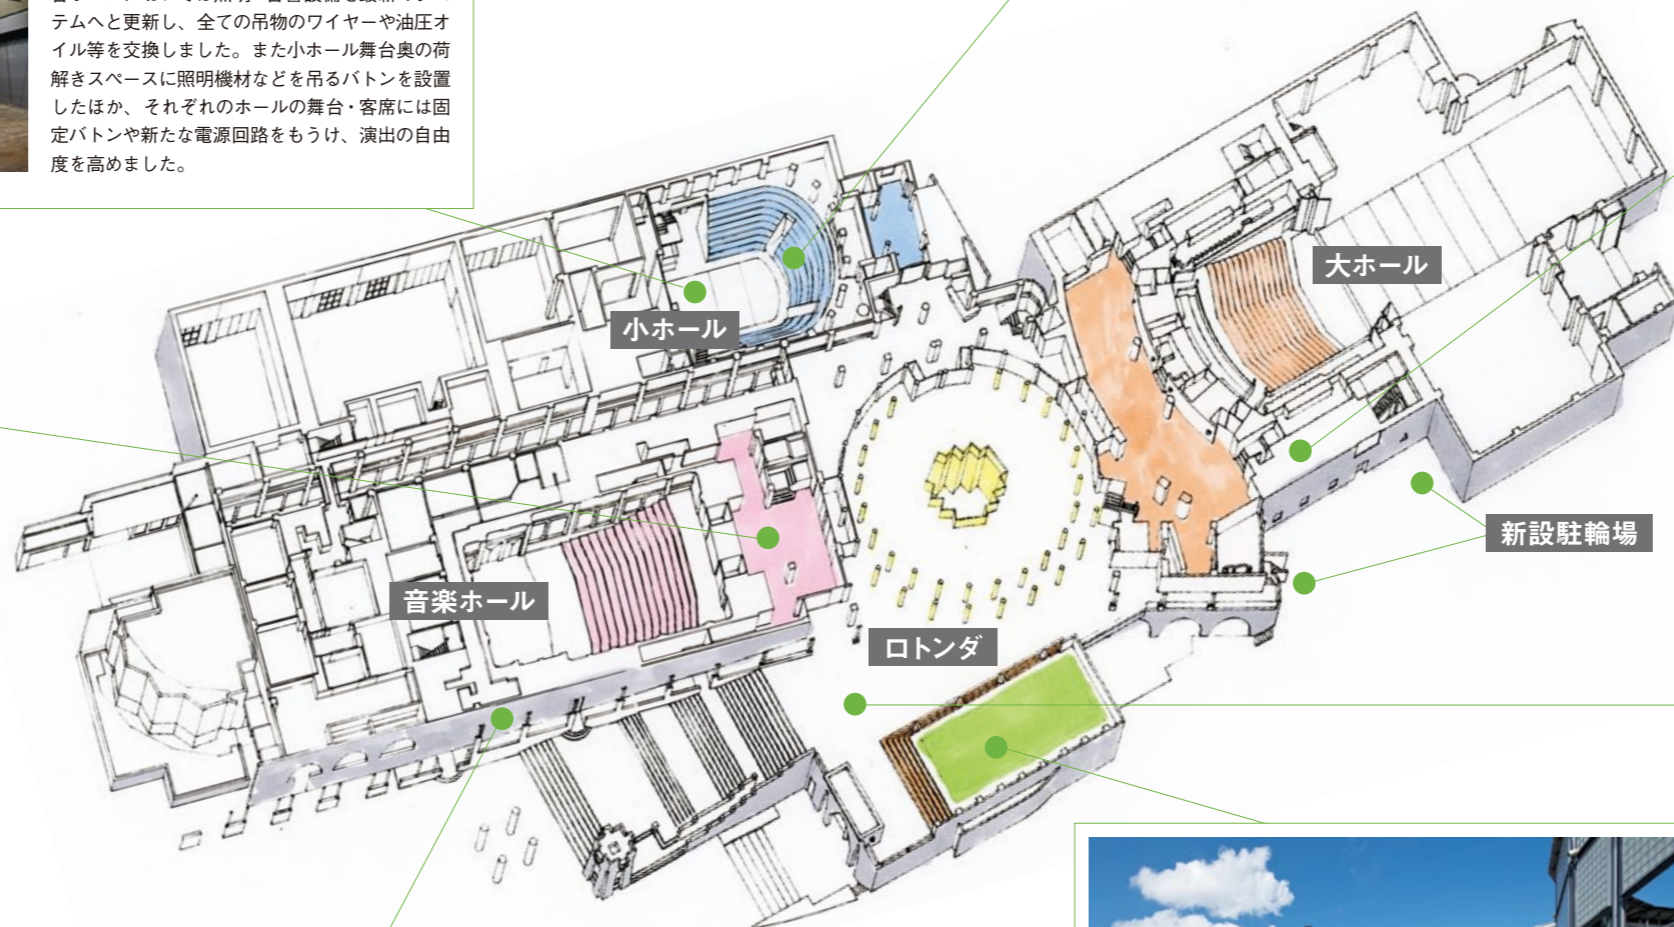 テムへと更新し、全ての吊物のワイヤーや油圧オ
イル等を交換しました。また小ホール舞台奥の荷
解きスペースに照明機材などを吊るバトンを設置
したほか、それぞれのホールの舞台・客席には固
定バトンや新たな電源回路をもうけ、演出の自由
度を高めました。
大ホール
小ホール
新設駐輪場
音楽ホール
ロトンダ